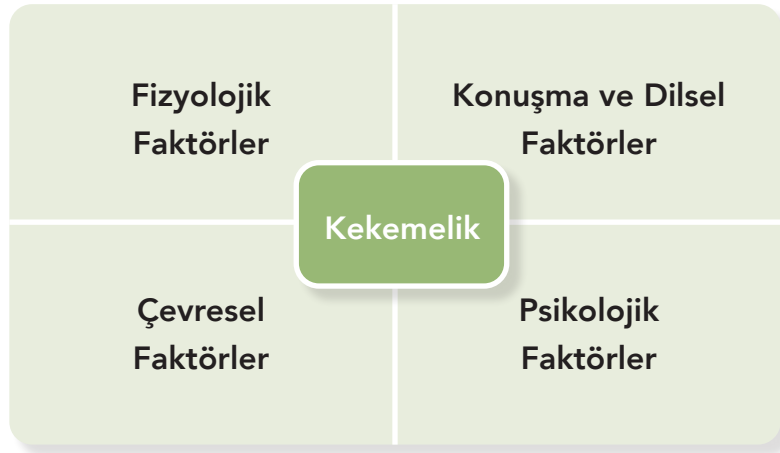 Fizyolojik
Faktörler
Konuşma ve Dilsel
Faktörler
Kekemelik
Çevresel
Faktörler
Psikolojik
Faktörler